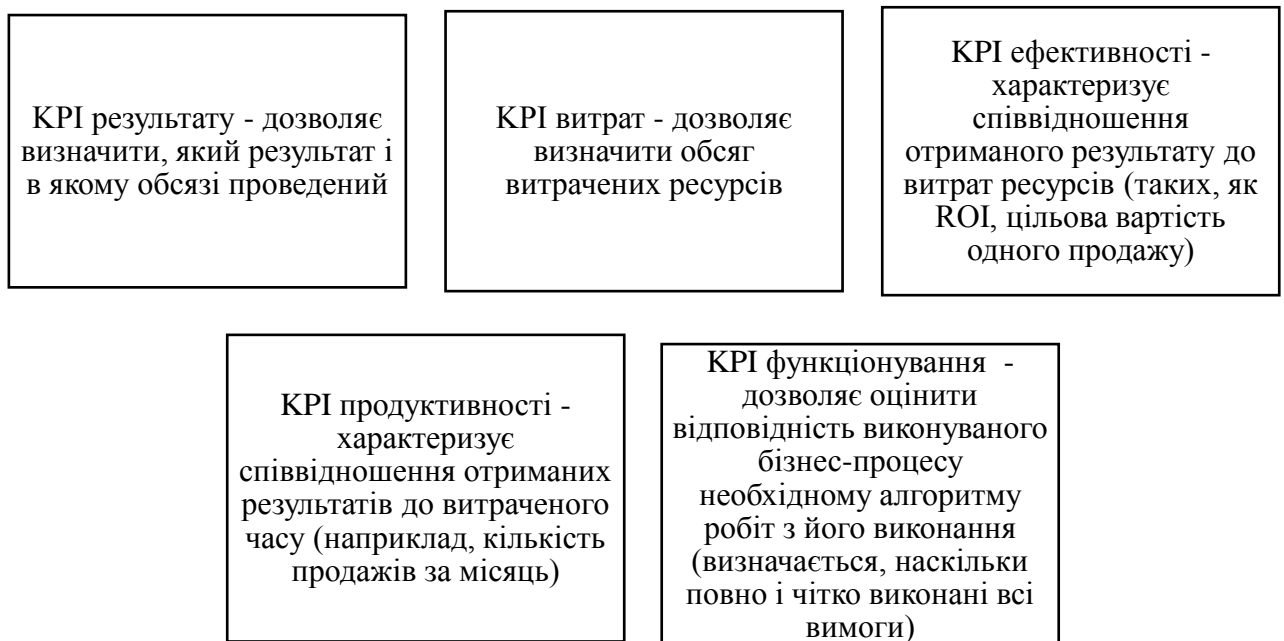 KPI результату - дозволяє
визначити, який результат і
в якому обсязі проведений
KPI витрат - дозволяє
визначити обсяг
витрачених ресурсів
KPI ефективності -
характеризує
співвідношення
отриманого результату до
витрат ресурсів (таких, як
ROI, цільова вартість
одного продажу)
KPI продуктивності -
характеризує
співвідношення отриманих
результатів до витраченого
часу (наприклад, кількість
продажів за місяць)
KPI функціонування -
дозволяє оцінити
відповідність виконуваного
бізнес-процесу
необхідному алгоритму
робіт з його виконання
(визначається, наскільки
повно і чітко виконані всі
вимоги)